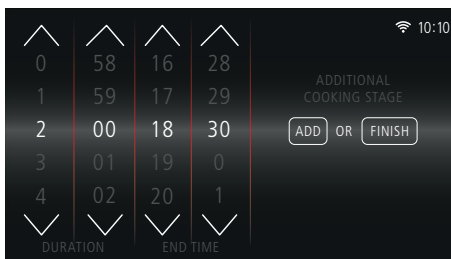 10:10
0 58 16 28
1 59 17 29
2 00 18 30
3 01 19 0
4 02 20 1
DURATION END TIME
ADDITIONAL
COOKING STAGE
ADD OR FINISH